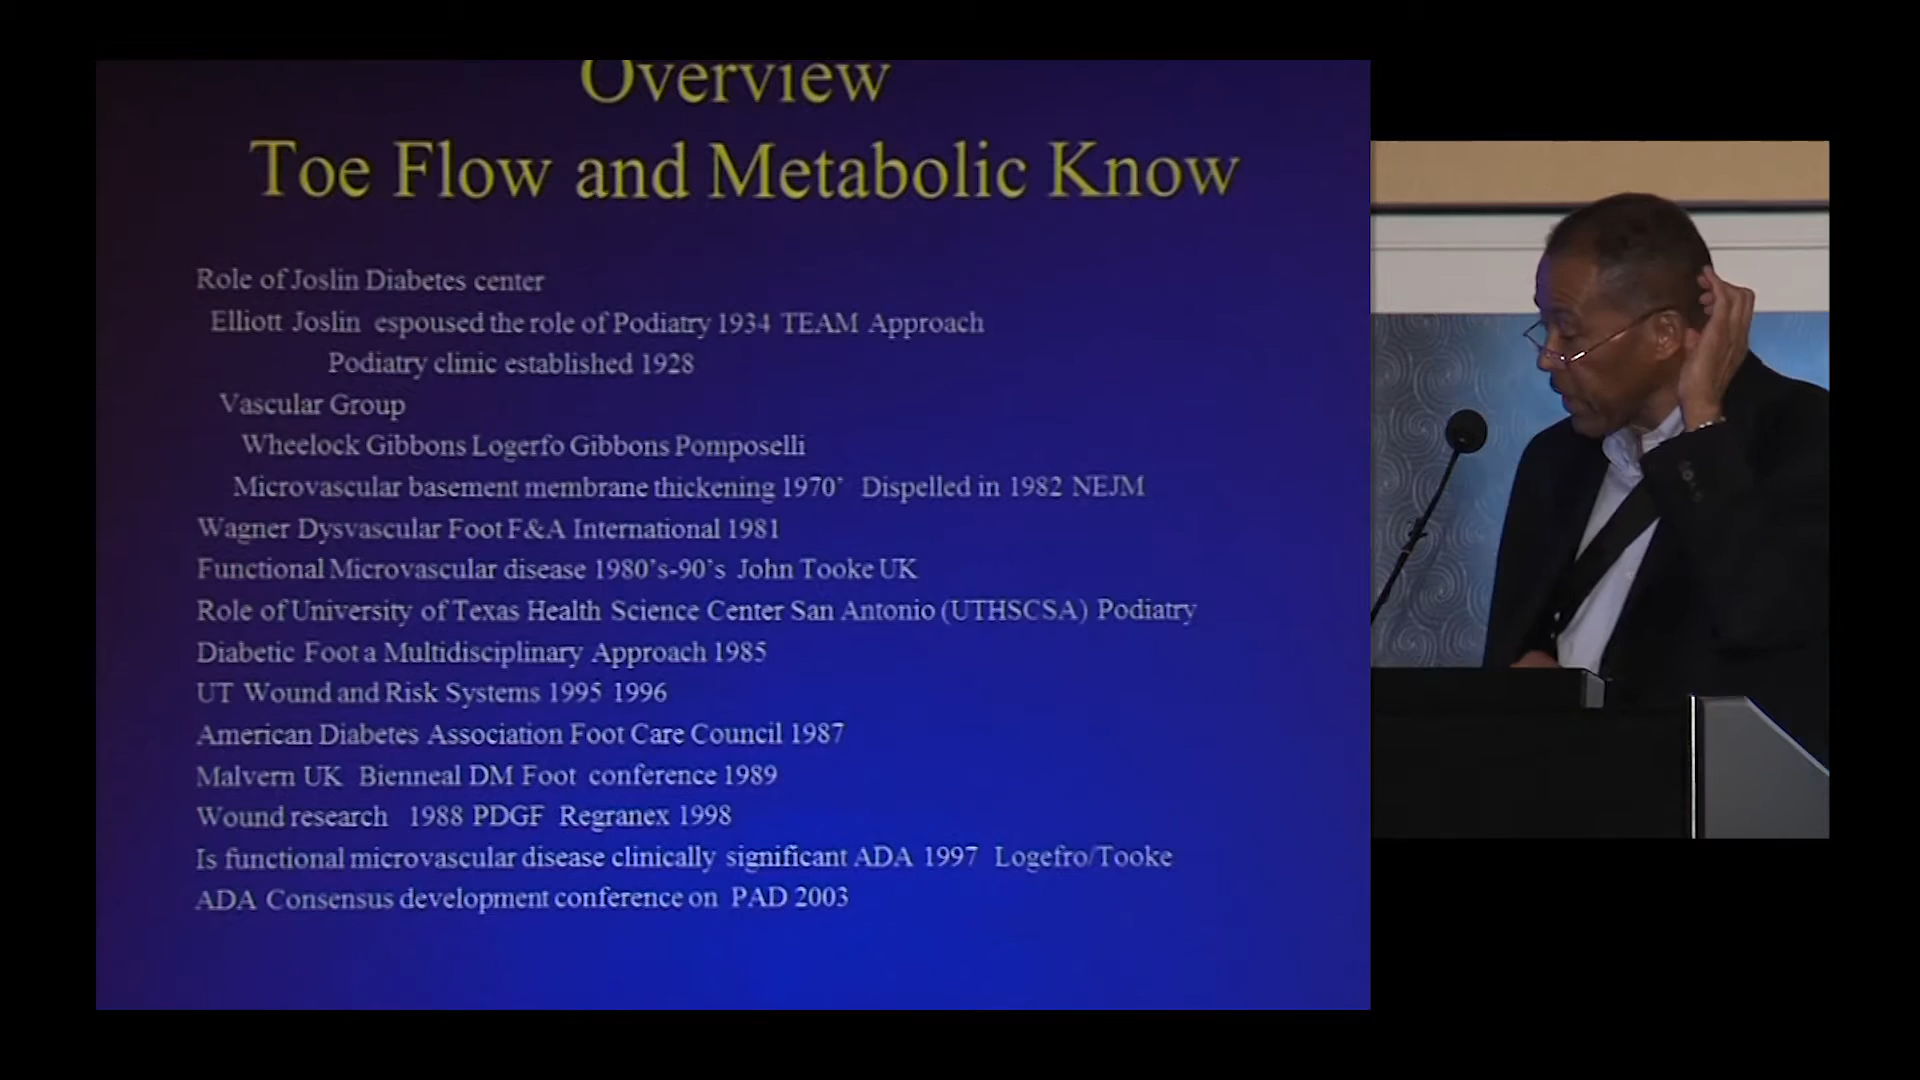 Overview
Toe Flow and Metabolic Know
Role of Joslin Diabetes center
Elliott Joslin espoused the role of Podiatry 1934 TEAM Approach
Podiatry clinic established 1928
Vascular Group
Wheelock Gibbons Logerfo Gibbons Pomposelli
Microvascular basement membrane thickening 1970' Dispelled in 1982 NEJM
Wagner Dysvascular Foot F&A International 1981
Functional Microvascular disease 1980's-90's John Tooke UK
Role of University of Texas Health Science Center San Antonio (UTHSCSA) Podiatry
Diabetic Foot a Multidisciplinary Approach 1985
UT Wound and Risk Systems 1995 1996
American Diabetes Association Foot Care Council 1987
Malvern UK Bienneal DM Foot conference 1989
Wound research 1988 PDGF Regranex 1998
Is functional microvascular disease clinically significant ADA 1997 Logefro/Tooke
ADA Consensus development conference on PAD 2003